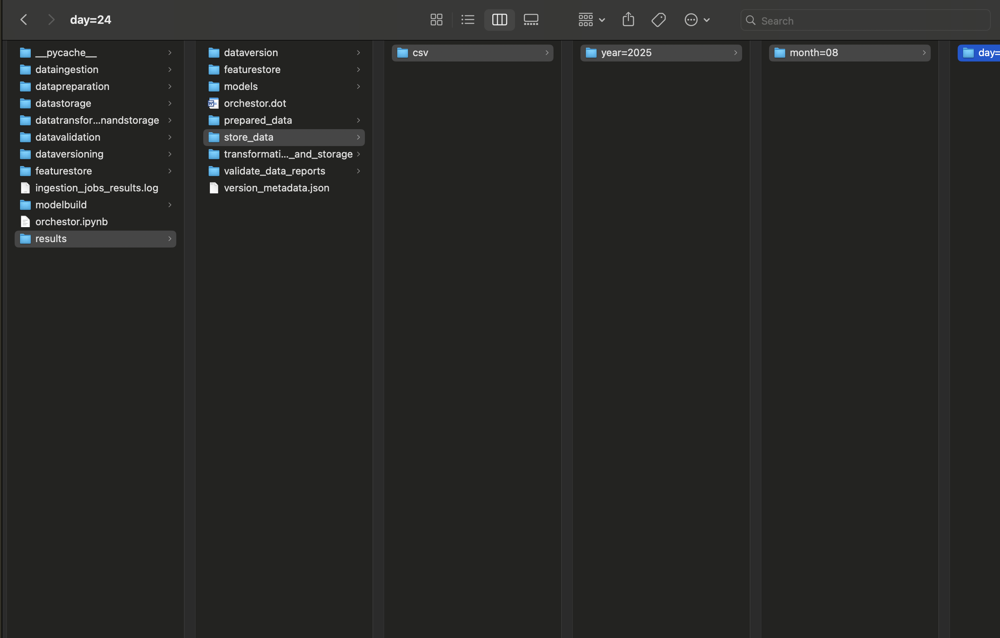 day=24
Search
__pycache__
dataingestion
datapreparation
datastorage
datatransfor...nandstorage
datavalidation
dataversioning
featurestore
ingestion_jobs_results.log
modelbuild
orchestor.ipynb
results
dataversion
featurestore
models
orchestor.dot
prepared_data
store_data
transformati..._and_storage
validate_data_reports
version_metadata.json
csv
year=2025
month=08
day=